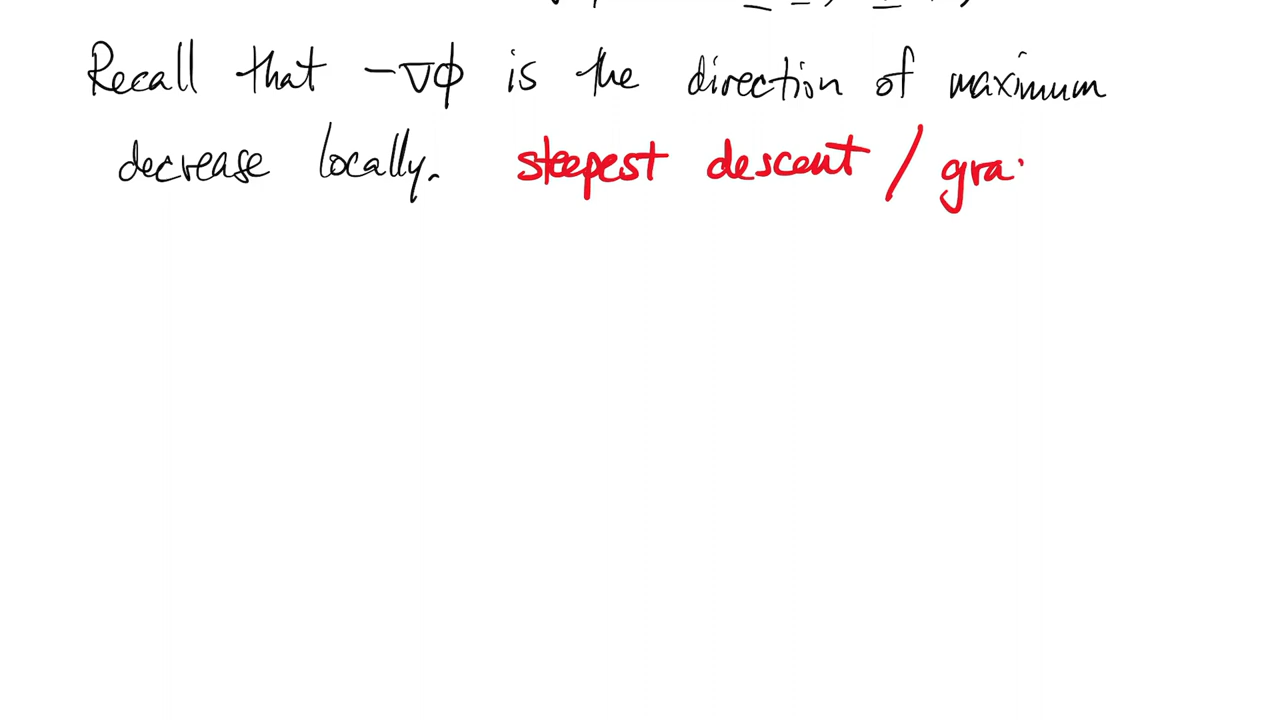 Recall that -∇ϕ is the direction of maximum
decrease locally. steepest descent / gra